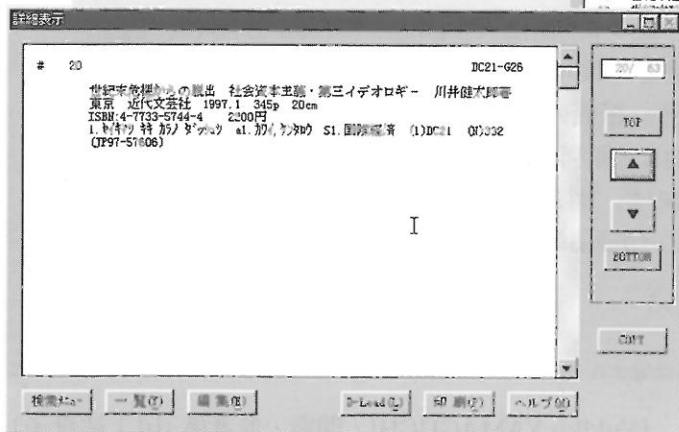 詳細表示
# 20 DC21-G26
世紀末危機からの脱出 社会資本主義・第三イデオロギー 川井健太郎著
東京 近代文芸社 1997.1 345p 20cm
ISBN:4-7733-5744-4 2200円
1.セイキマツ キキ カラノ ダッシュツ a1.カワイ,ケンタロウ S1.国際経済 (1)DC21 (N)332
(JP97-57606)
20/ 63
TOP
▲
▼
BOTTOM
COPY
検索メニュー 一覧(Y) 編集(E) D-Load(L) 印刷(P) ヘルプ(H)